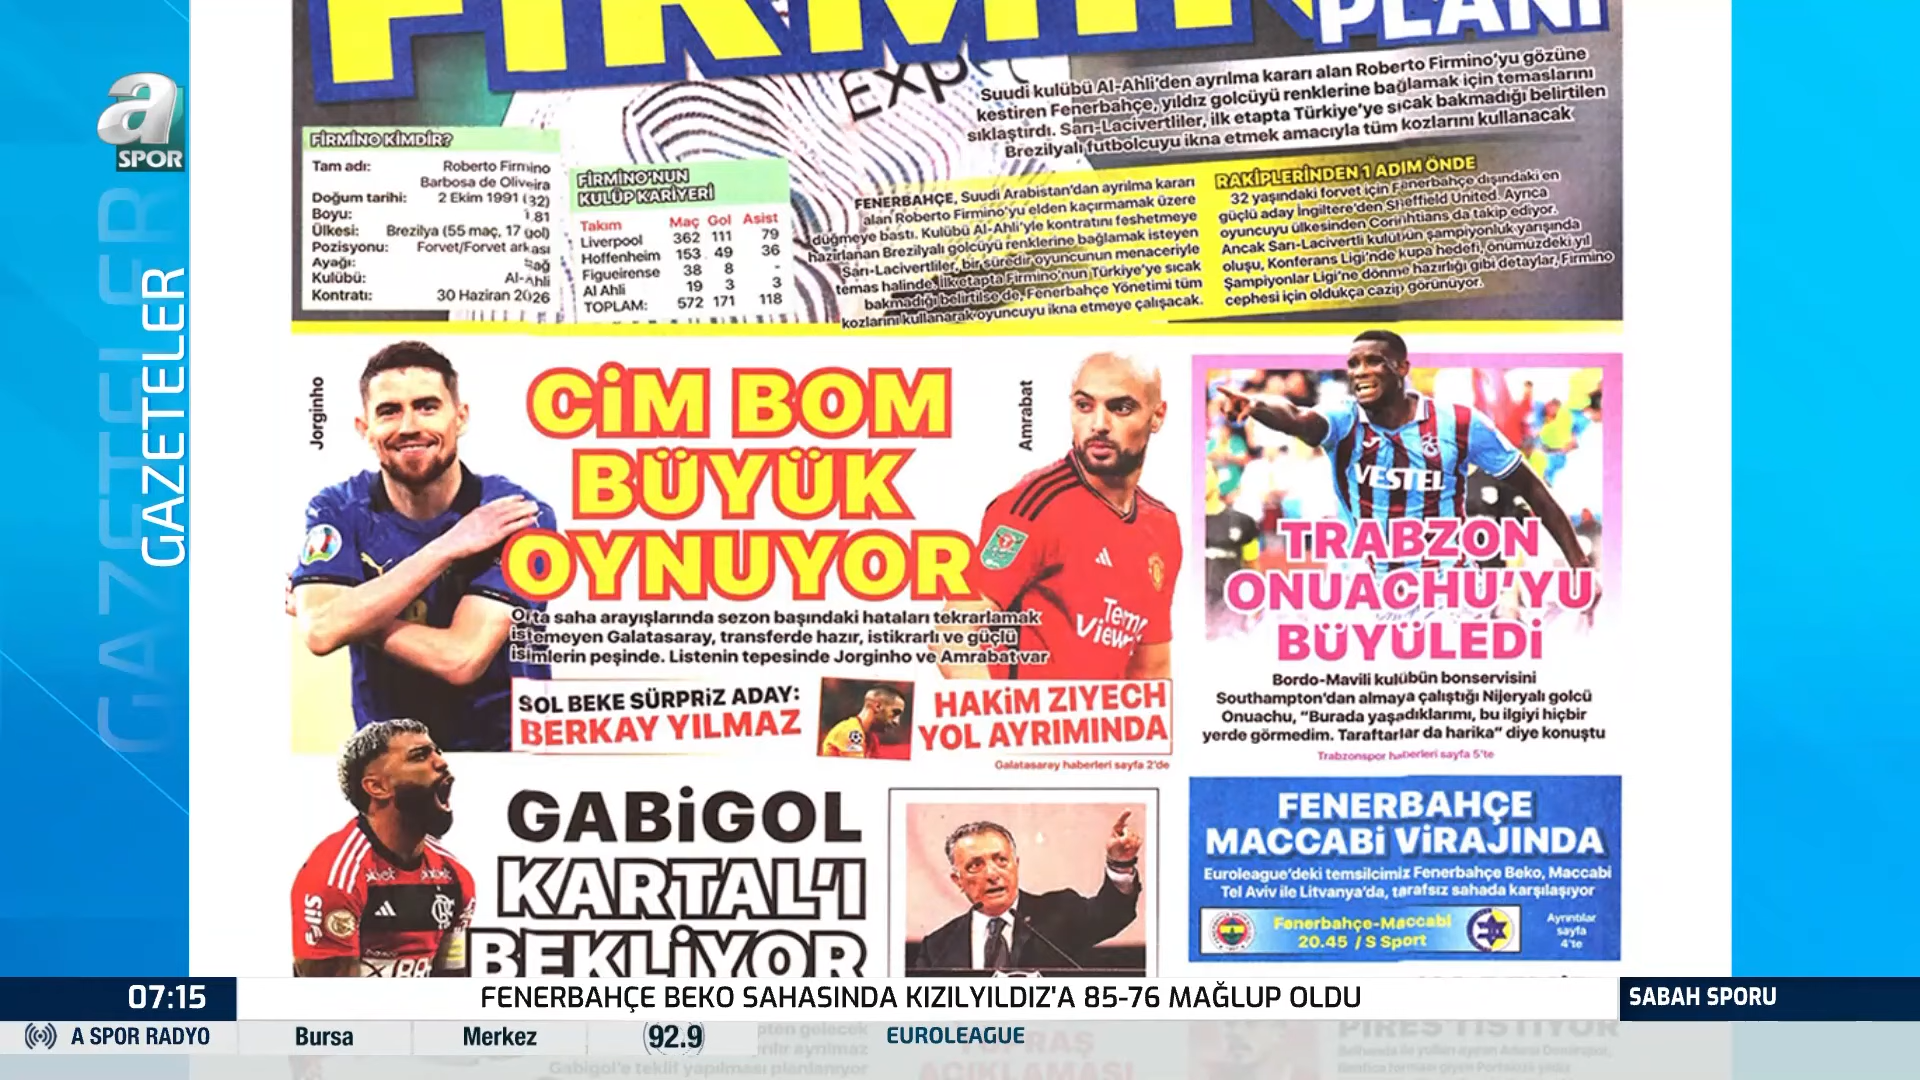 PLANI
Suudi kulübü Al-Ahli'den ayrılma kararı alan Roberto Firmino'yu gözüne
kestiren Fenerbahçe, yıldız golcüyü renklerine bağlamak için temaslarını
sıklaştırdı. Sarı-Lacivertliler, ilk etapta Türkiye'ye sıcak bakmadığı belirtilen
Brezilyalı futbolcuyu ikna etmek amacıyla tüm kozlarını kullanacak
a
SPOR
GAZETELER
FİRMİNO KİMDİR?
Tam adı: Roberto Firmino
Barbosa de Oliveira
Doğum tarihi: 2 Ekim 1991 (32)
Boyu: 1.81
Ülkesi: Brezilya (55 maç, 17 gol)
Pozisyonu: Forvet/Forvet arkası
Ayağı: Sağ
Kulübü: Al-Ahli
Kontratı: 30 Haziran 2026
FİRMİNO'NUN
KULÜP KARİYERİ
Takım Maç Gol Asist
Liverpool 362 111 79
Hoffenheim 153 49 36
Figueirense 38 8 -
Al Ahli 19 3 3
TOPLAM: 572 171 118
FENERBAHÇE, Suudi Arabistan'dan ayrılma kararı
alan Roberto Firmino'yu elden kaçırmamak üzere
düğmeye bastı. Kulübü Al-Ahli'yle kontratını feshetmeye
hazırlanan Brezilyalı golcüyü renklerine bağlamak isteyen
Sarı-Lacivertliler, bir süredir oyuncunun menaceriyle
temas halinde. İlk etapta Firmino'nun Türkiye'ye sıcak
bakmadığı belirtilse de, Fenerbahçe Yönetimi tüm
kozlarını kullanarak oyuncuyu ikna etmeye çalışacak.
RAKİPLERİNDEN 1 ADIM ÖNDE
32 yaşındaki forvet için Fenerbahçe dışındaki en
güçlü aday İngiltere'den Sheffield United. Ayrıca
oyuncuyu ülkesinden Corinthians da takip ediyor.
Ancak Sarı-Lacivertli kulübün şampiyonluk yarışında
oluşu, Konferans Ligi'nde kupa hedefi, önümüzdeki yıl
Şampiyonlar Ligi'ne dönme hazırlığı gibi detaylar, Firmino
cephesi için oldukça cazip görünüyor.
Jorginho
CİM BOM
BÜYÜK
OYNUYOR
Amrabat
Orta saha arayışlarında sezon başındaki hataları tekrarlamak
istemeyen Galatasaray, transferde hazır, istikrarlı ve güçlü
isimlerin peşinde. Listenin tepesinde Jorginho ve Amrabat var
SOL BEKE SÜRPRİZ ADAY:
BERKAY YILMAZ
HAKİM ZIYECH
YOL AYRIMINDA
Galatasaray haberleri sayfa 2'de
VESTEL
TRABZON
ONUACHU'YU
BÜYÜLEDİ
Bordo-Mavili kulübün bonservisini
Southampton'dan almaya çalıştığı Nijeryalı golcü
Onuachu, "Burada yaşadıklarımı, bu ilgiyi hiçbir
yerde görmedim. Taraftarlar da harika" diye konuştu
Trabzonspor haberleri sayfa 5'te
GABİGOL
KARTAL'I
BEKLİYOR
FENERBAHÇE
MACCABİ VİRAJINDA
Euroleague'deki temsilcimiz Fenerbahçe Beko, Maccabi
Tel Aviv ile Litvanya'da, tarafsız sahada karşılaşıyor
Fenerbahçe-Maccabi
20.45 / S Sport
Ayrıntılar
sayfa
4'te
07:15
FENERBAHÇE BEKO SAHASINDA KIZILYILDIZ'A 85-76 MAĞLUP OLDU
SABAH SPORU
A SPOR RADYO
Bursa
Merkez
92.9
EUROLEAGUE